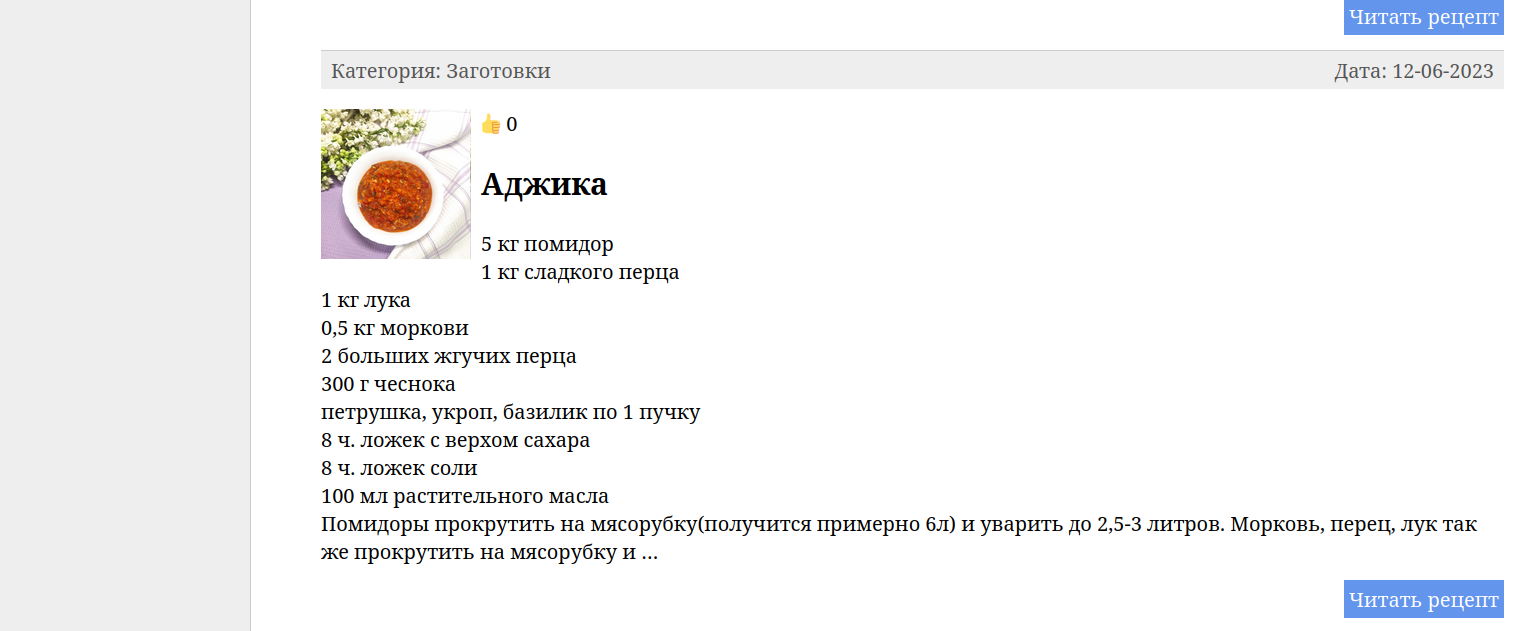 Читать рецепт
Категория: Заготовки Дата: 12-06-2023
👍 0
Аджика
5 кг помидор
1 кг сладкого перца
1 кг лука
0,5 кг моркови
2 больших жгучих перца
300 г чеснока
петрушка, укроп, базилик по 1 пучку
8 ч. ложек с верхом сахара
8 ч. ложек соли
100 мл растительного масла
Помидоры прокрутить на мясорубку(получится примерно 6л) и уварить до 2,5-3 литров. Морковь, перец, лук так
же прокрутить на мясорубку и ...
Читать рецепт